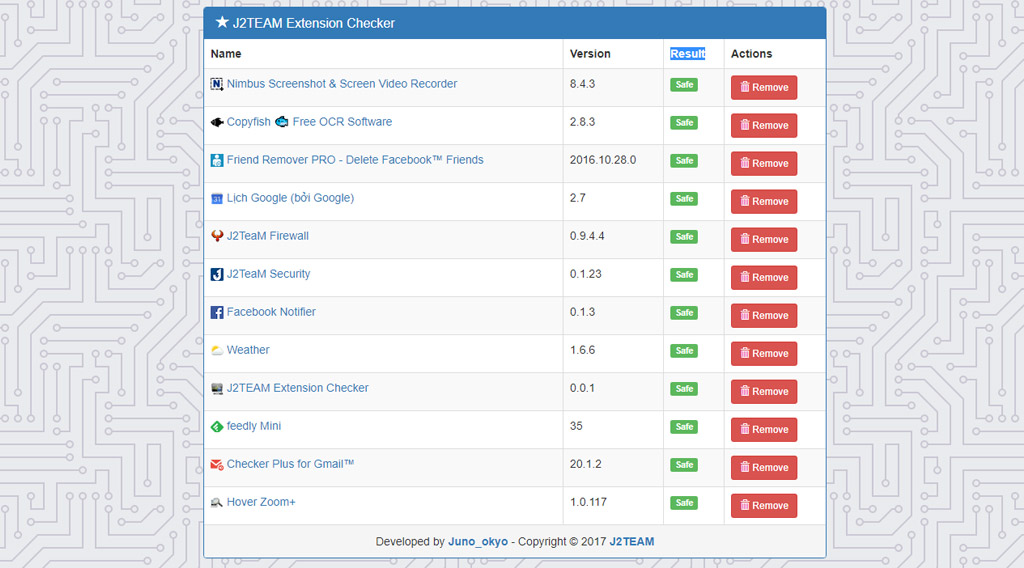 ★ J2TEAM Extension Checker
Name Version Result Actions
Nimbus Screenshot & Screen Video Recorder 8.4.3 Safe Remove
Copyfish 🐟 Free OCR Software 2.8.3 Safe Remove
Friend Remover PRO - Delete Facebook™ Friends 2016.10.28.0 Safe Remove
Lịch Google (bởi Google) 2.7 Safe Remove
J2TeaM Firewall 0.9.4.4 Safe Remove
J2TeaM Security 0.1.23 Safe Remove
Facebook Notifier 0.1.3 Safe Remove
Weather 1.6.6 Safe Remove
J2TEAM Extension Checker 0.0.1 Safe Remove
feedly Mini 35 Safe Remove
Checker Plus for Gmail™ 20.1.2 Safe Remove
Hover Zoom+ 1.0.117 Safe Remove
Developed by Juno_okyo - Copyright © 2017 J2TEAM